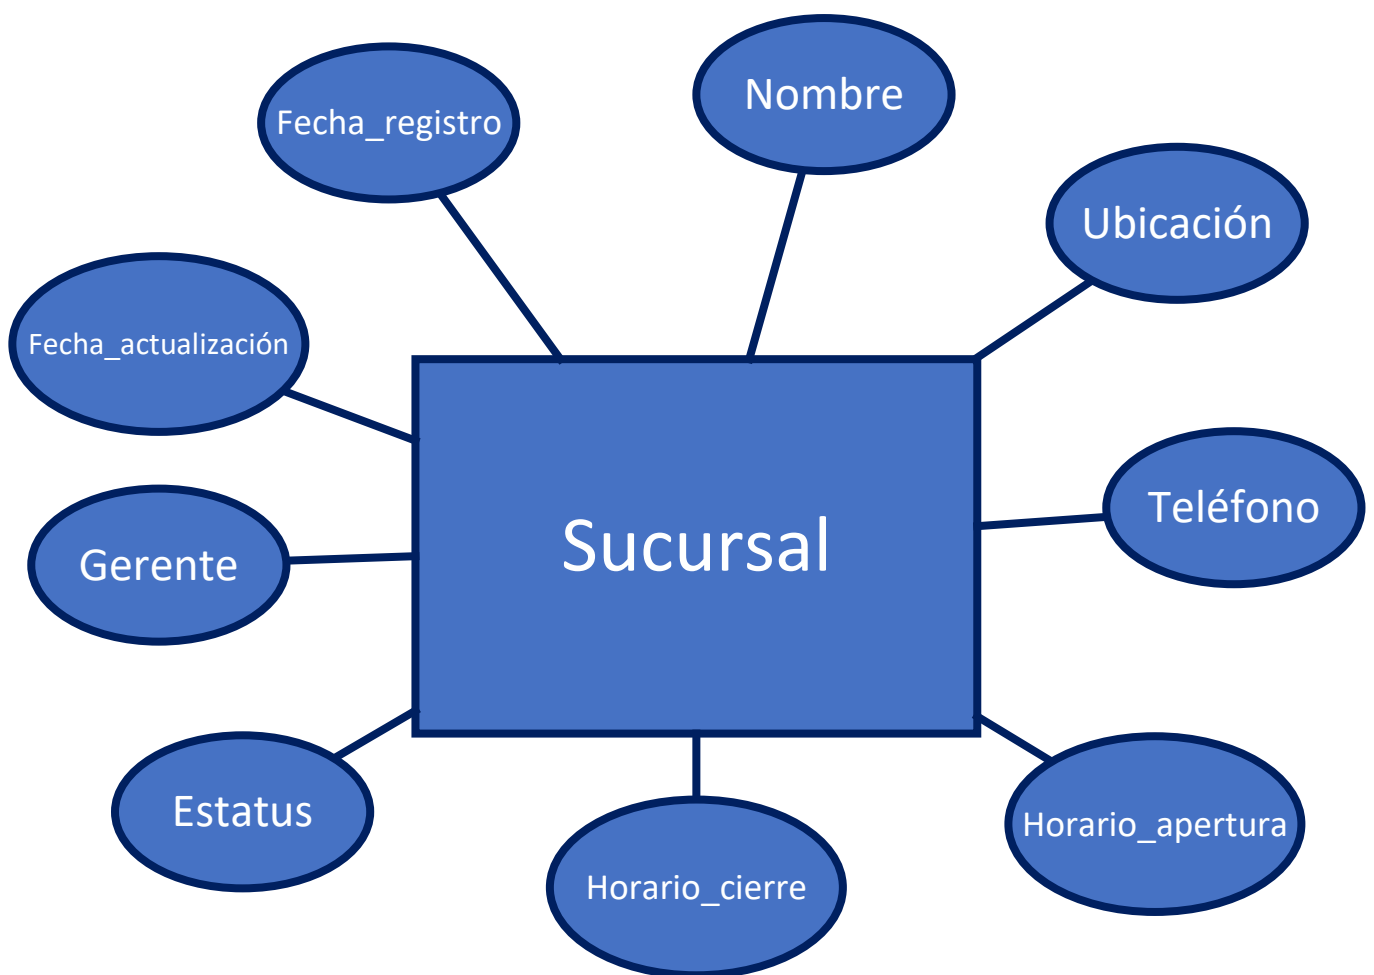 Nombre
Fecha_registro
Ubicación
Fecha_actualización
Teléfono
Sucursal
Gerente
Estatus
Horario_apertura
Horario_cierre